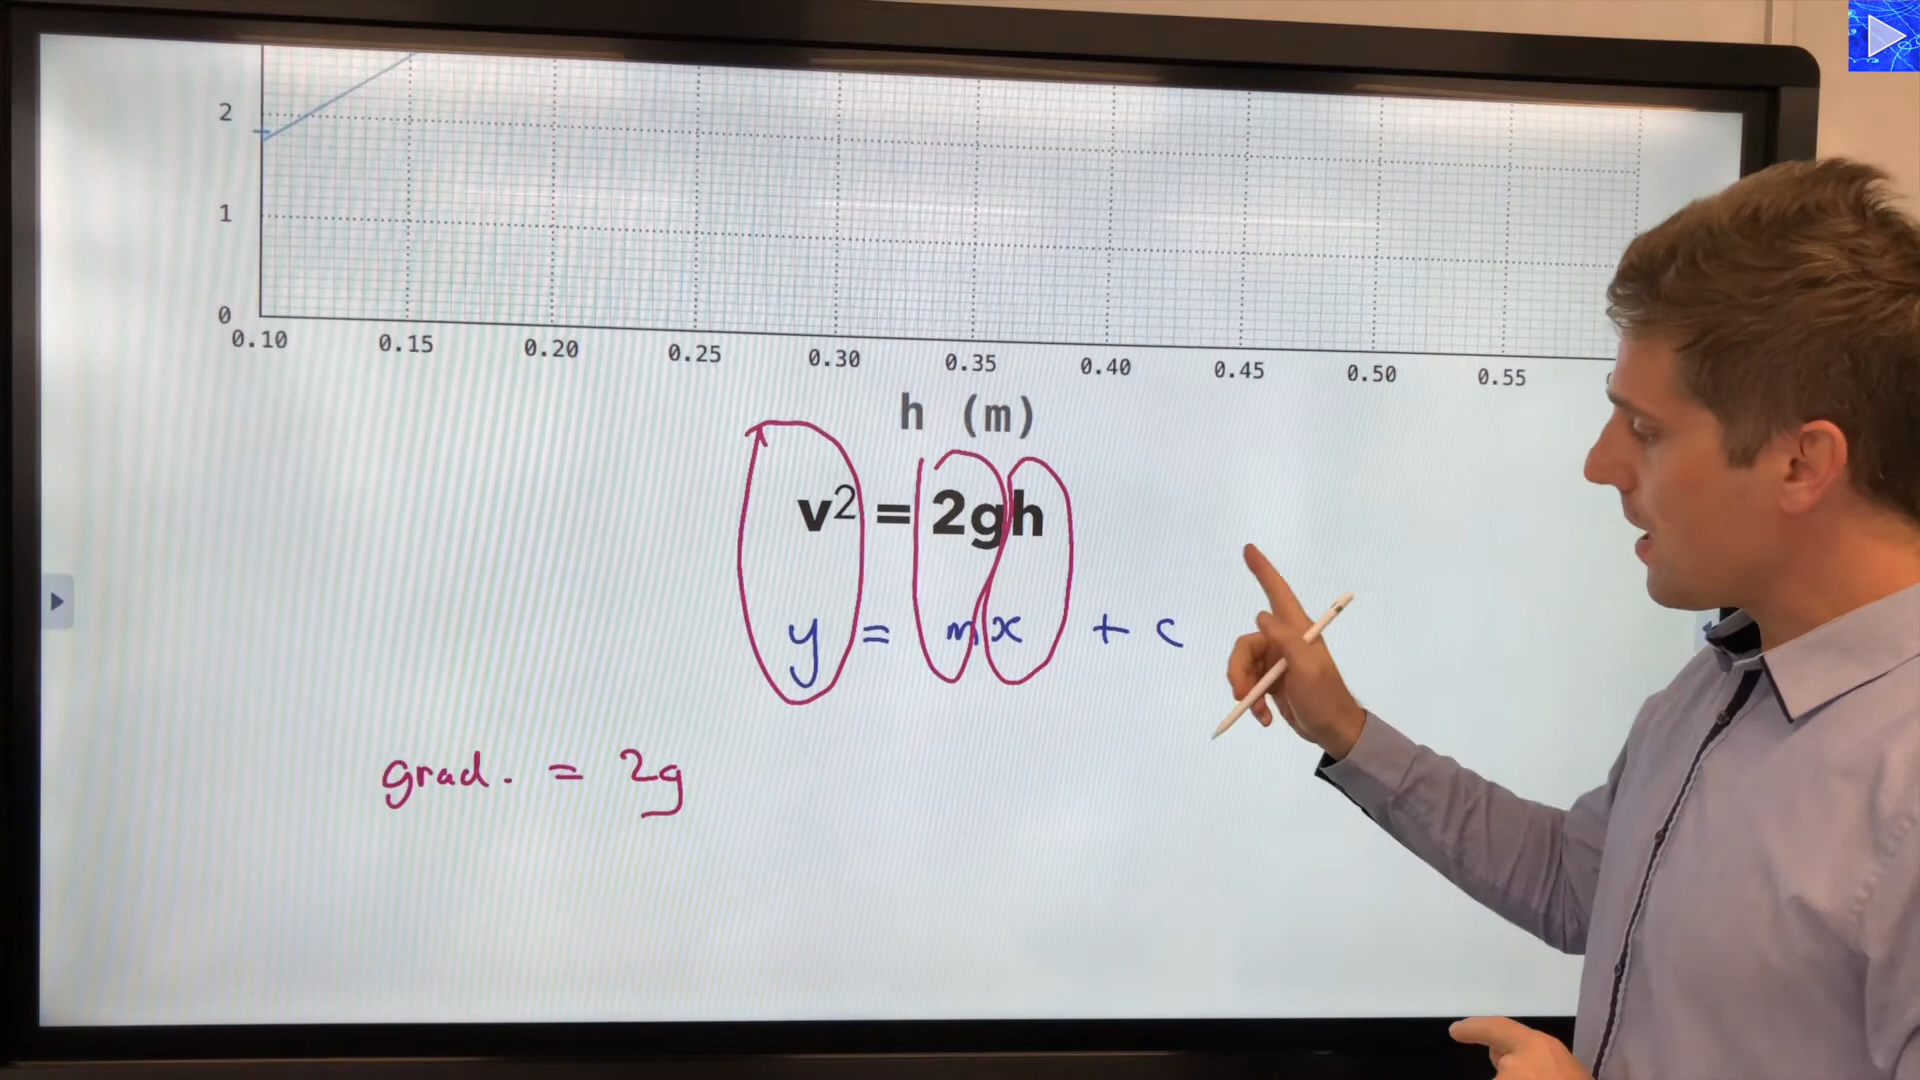 2
1
0
0.10 0.15 0.20 0.25 0.30 0.35 0.40 0.45 0.50 0.55
h (m)
v² = 2gh
y = mx + c
grad. = 2g